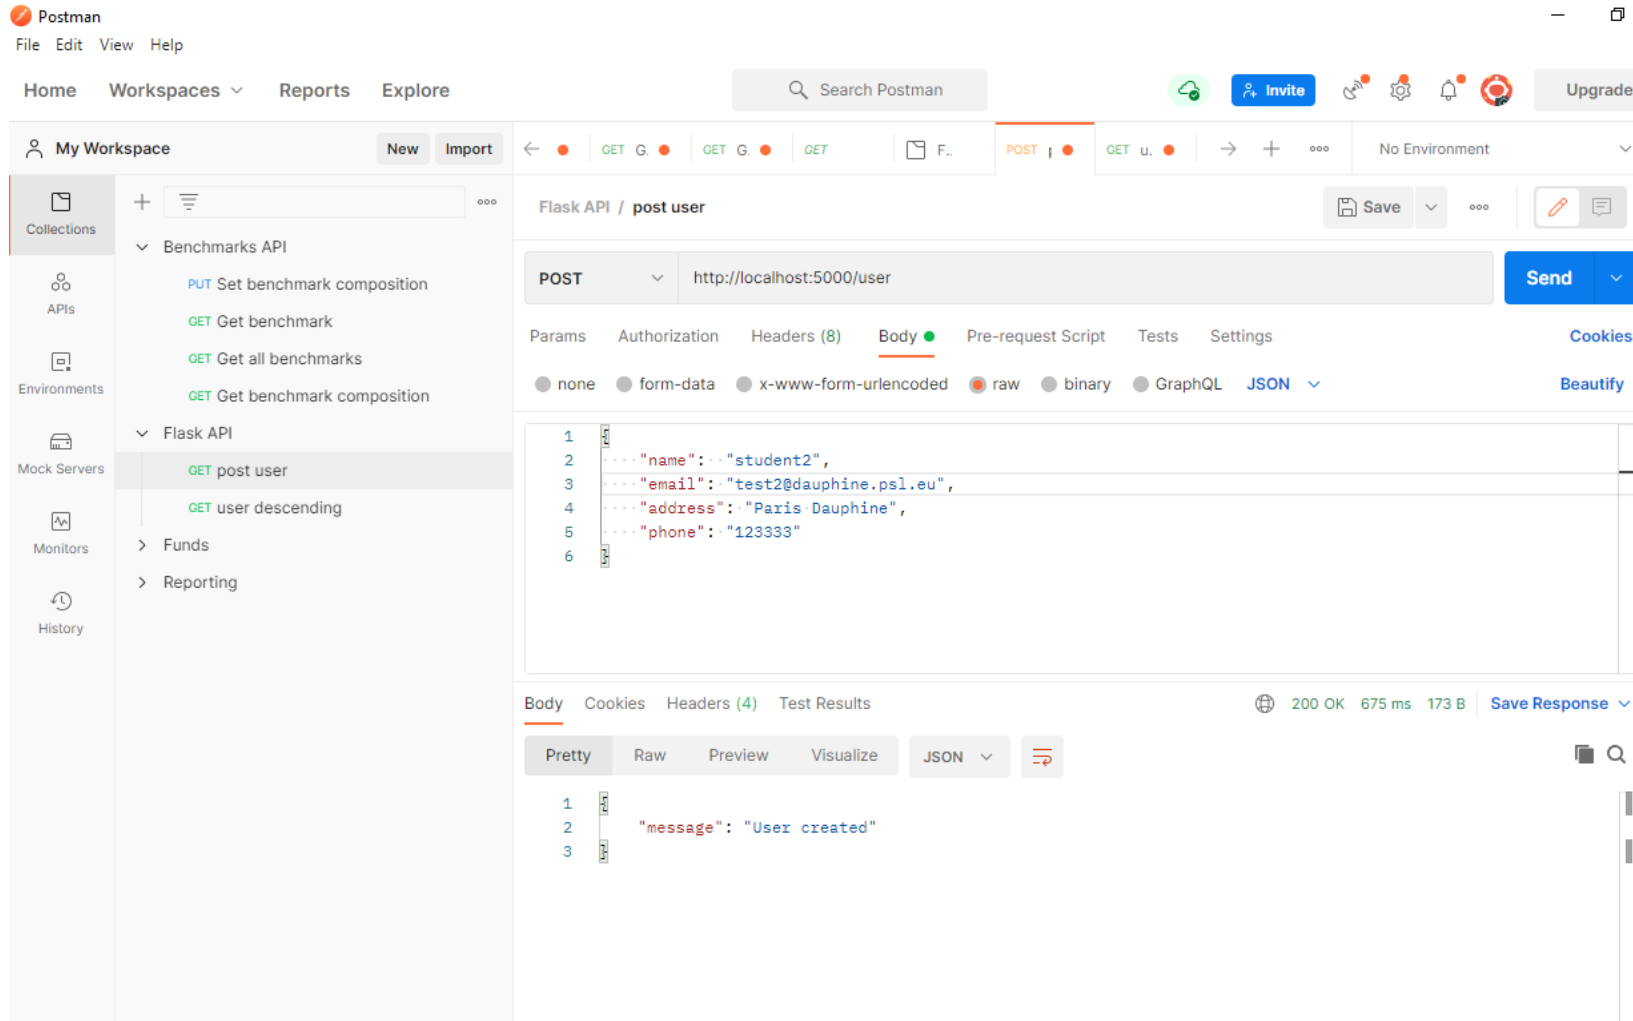 Postman
File Edit View Help
Home Workspaces Reports Explore
Search Postman
Invite
Upgrade
My Workspace
New Import
GET G.
GET G.
GET
F..
POST
GET u.
No Environment
Collections
APIs
Environments
Mock Servers
Monitors
History
Benchmarks API
PUT Set benchmark composition
GET Get benchmark
GET Get all benchmarks
GET Get benchmark composition
Flask API
GET post user
GET user descending
Funds
Reporting
Flask API / post user
Save
POST http://localhost:5000/user
Send
Params Authorization Headers (8) Body Pre-request Script Tests Settings Cookies
none form-data x-www-form-urlencoded raw binary GraphQL JSON Beautify
1 {
2 "name": "student2",
3 "email": "test2@dauphine.psl.eu",
4 "address": "Paris Dauphine",
5 "phone": "123333"
6 }
Body Cookies Headers (4) Test Results 200 OK 675 ms 173 B Save Response
Pretty Raw Preview Visualize JSON
1 {
2 "message": "User created"
3 }